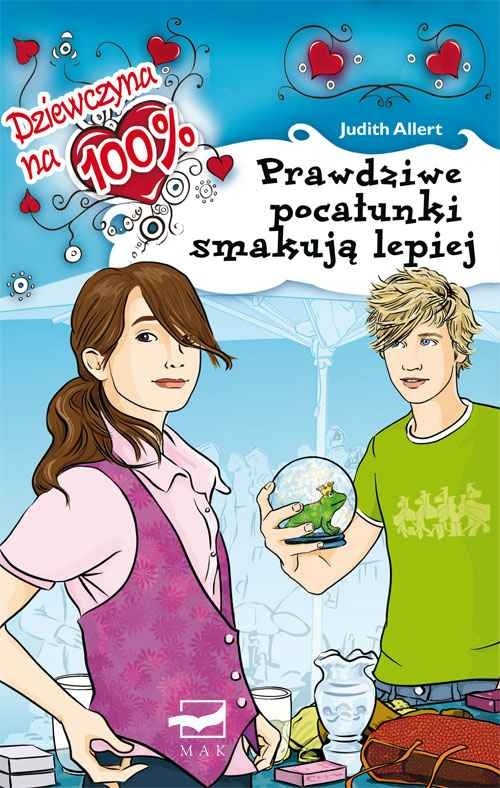 Dziewczyna
na 100%
Judith Allert
Prawdziwe
pocałunki
smakują lepiej
MAK